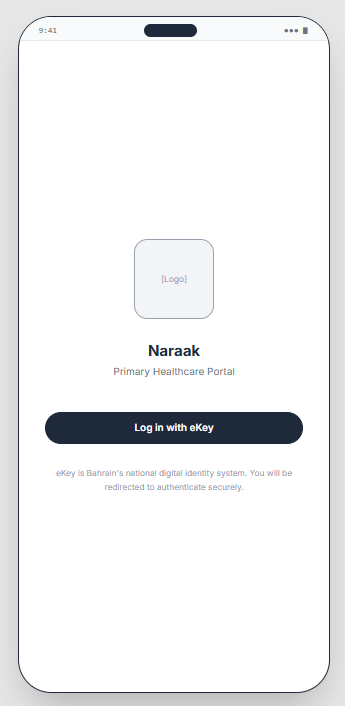 9:41
[Logo]
Naraak
Primary Healthcare Portal
Log in with eKey
eKey is Bahrain's national digital identity system. You will be
redirected to authenticate securely.